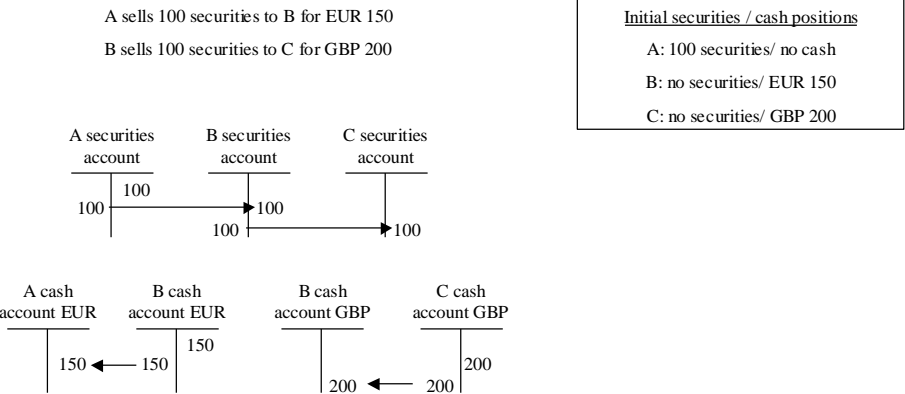 A sells 100 securities to B for EUR 150
B sells 100 securities to C for GBP 200
Initial securities / cash positions
A: 100 securities/ no cash
B: no securities/ EUR 150
C: no securities/ GBP 200
A securities account
B securities account
C securities account
100
100
100
100
100
A cash account EUR
B cash account EUR
B cash account GBP
C cash account GBP
150
150
150
200
200
200